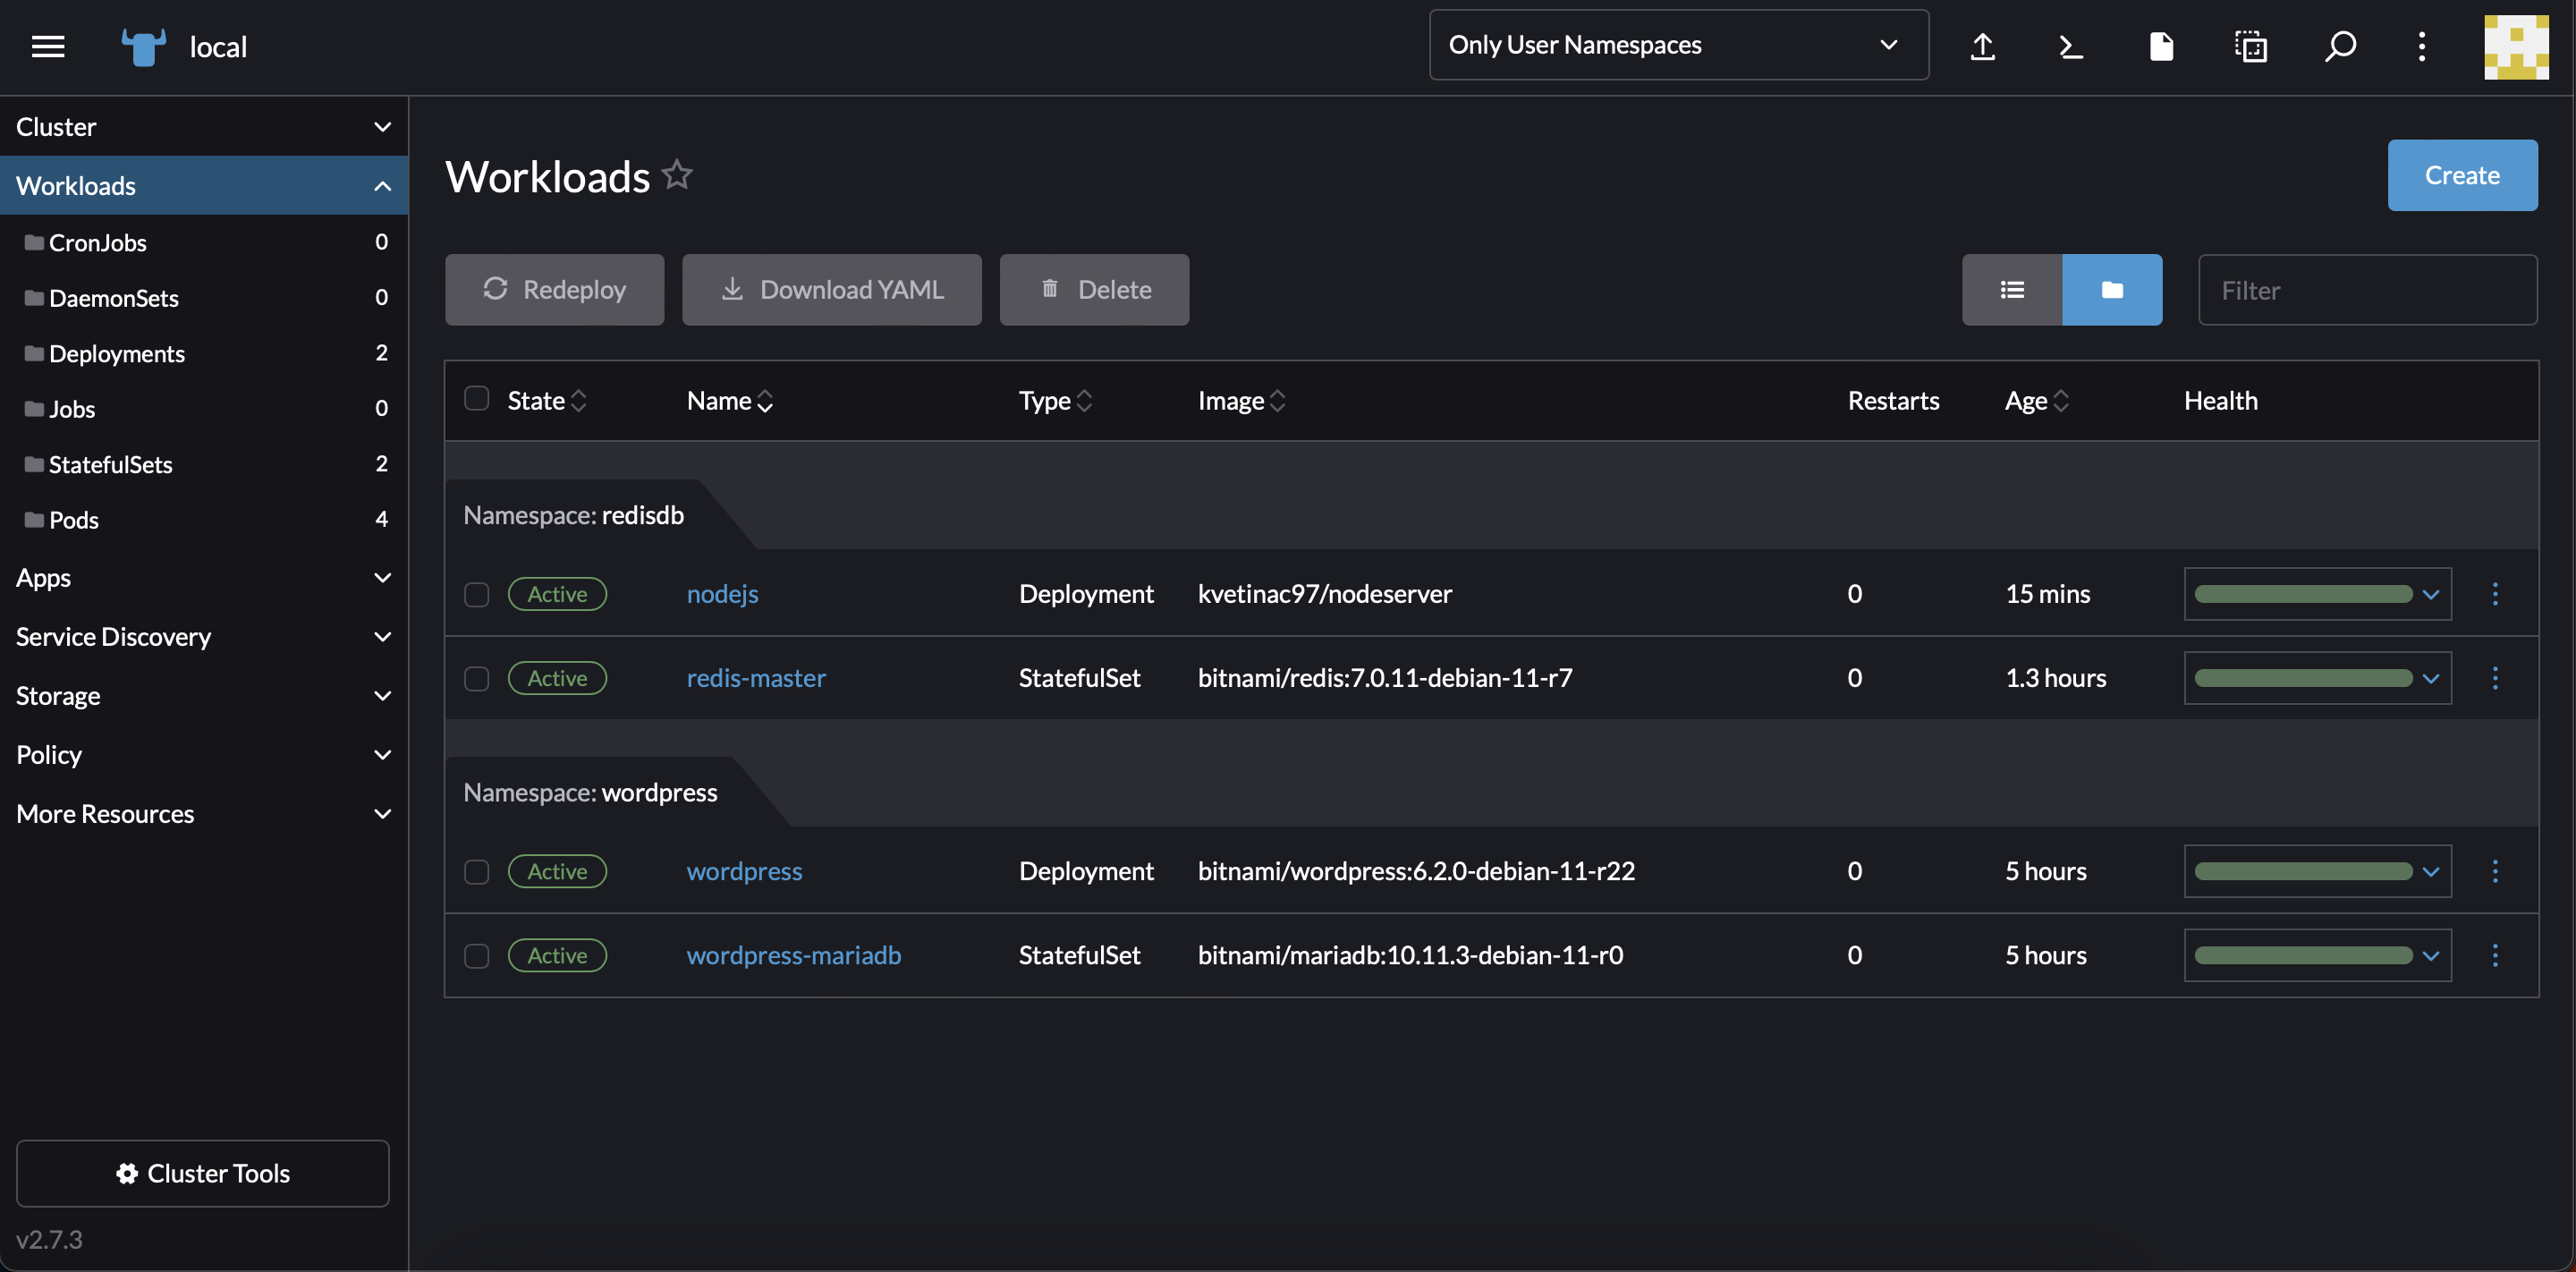 local
Only User Namespaces
Cluster
Workloads
CronJobs 0
DaemonSets 0
Deployments 2
Jobs 0
StatefulSets 2
Pods 4
Apps
Service Discovery
Storage
Policy
More Resources
Cluster Tools
v2.7.3
Workloads
Create
Redeploy Download YAML Delete Filter
State Name Type Image Restarts Age Health
Namespace: redisdb
Active nodejs Deployment kvetinac97/nodeserver 0 15 mins
Active redis-master StatefulSet bitnami/redis:7.0.11-debian-11-r7 0 1.3 hours
Namespace: wordpress
Active wordpress Deployment bitnami/wordpress:6.2.0-debian-11-r22 0 5 hours
Active wordpress-mariadb StatefulSet bitnami/mariadb:10.11.3-debian-11-r0 0 5 hours